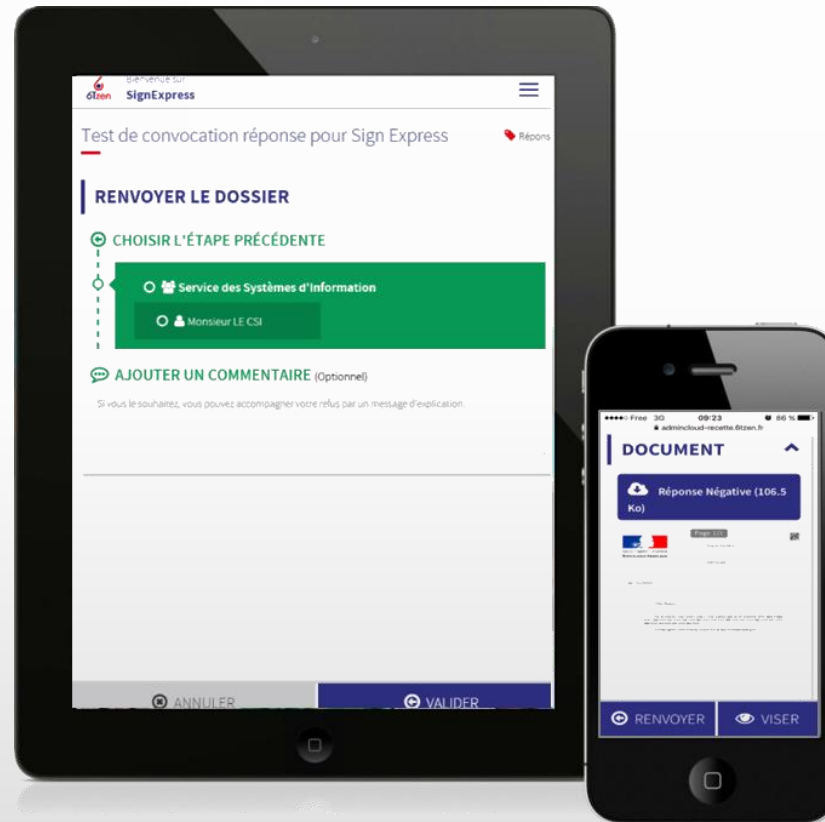 6Tzen
Bienvenue sur
SignExpress
Test de convocation réponse pour Sign Express
Répons
RENVOYER LE DOSSIER
CHOISIR L'ÉTAPE PRÉCÉDENTE
Service des Systèmes d'Information
Monsieur LE CSI
AJOUTER UN COMMENTAIRE (Optionnel)
Si vous le souhaitez, vous pouvez accompagner votre refus par un message d'explication.
ANNULER
VALIDER
Free 3G 09:23 86 %
admincloud-recette.6tzen.fr
DOCUMENT
Réponse Négative (106.5
Ko)
Page 1/1
RENVOYER
VISER